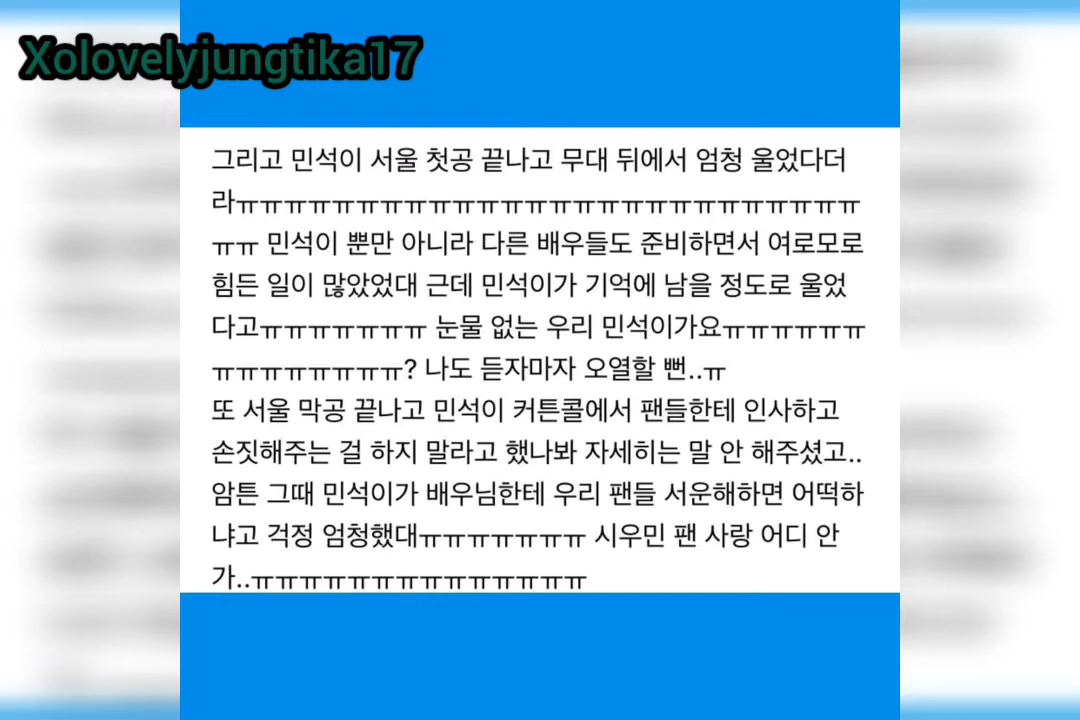 Xolovelyjungtika17
그리고 민석이 서울 첫공 끝나고 무대 뒤에서 엄청 울었다더
라ㅠㅠㅠㅠㅠㅠㅠㅠㅠㅠㅠㅠㅠㅠㅠㅠㅠㅠㅠㅠㅠㅠㅠㅠㅠㅠ
ㅠㅠ 민석이 뿐만 아니라 다른 배우들도 준비하면서 여로모로
힘든 일이 많았었대 근데 민석이가 기억에 남을 정도로 울었
다고ㅠㅠㅠㅠㅠㅠㅠ 눈물 없는 우리 민석이가요ㅠㅠㅠㅠㅠㅠ
ㅠㅠㅠㅠㅠㅠㅠㅠ? 나도 듣자마자 오열할 뻔..ㅠ
또 서울 막공 끝나고 민석이 커튼콜에서 팬들한테 인사하고
손짓해주는 걸 하지 말라고 했나봐 자세히는 말 안 해주셨고..
암튼 그때 민석이가 배우님한테 우리 팬들 서운해하면 어떡하
냐고 걱정 엄청했대ㅠㅠㅠㅠㅠㅠㅠ 시우민 팬 사랑 어디 안
가..ㅠㅠㅠㅠㅠㅠㅠㅠㅠㅠㅠㅠㅠㅠ